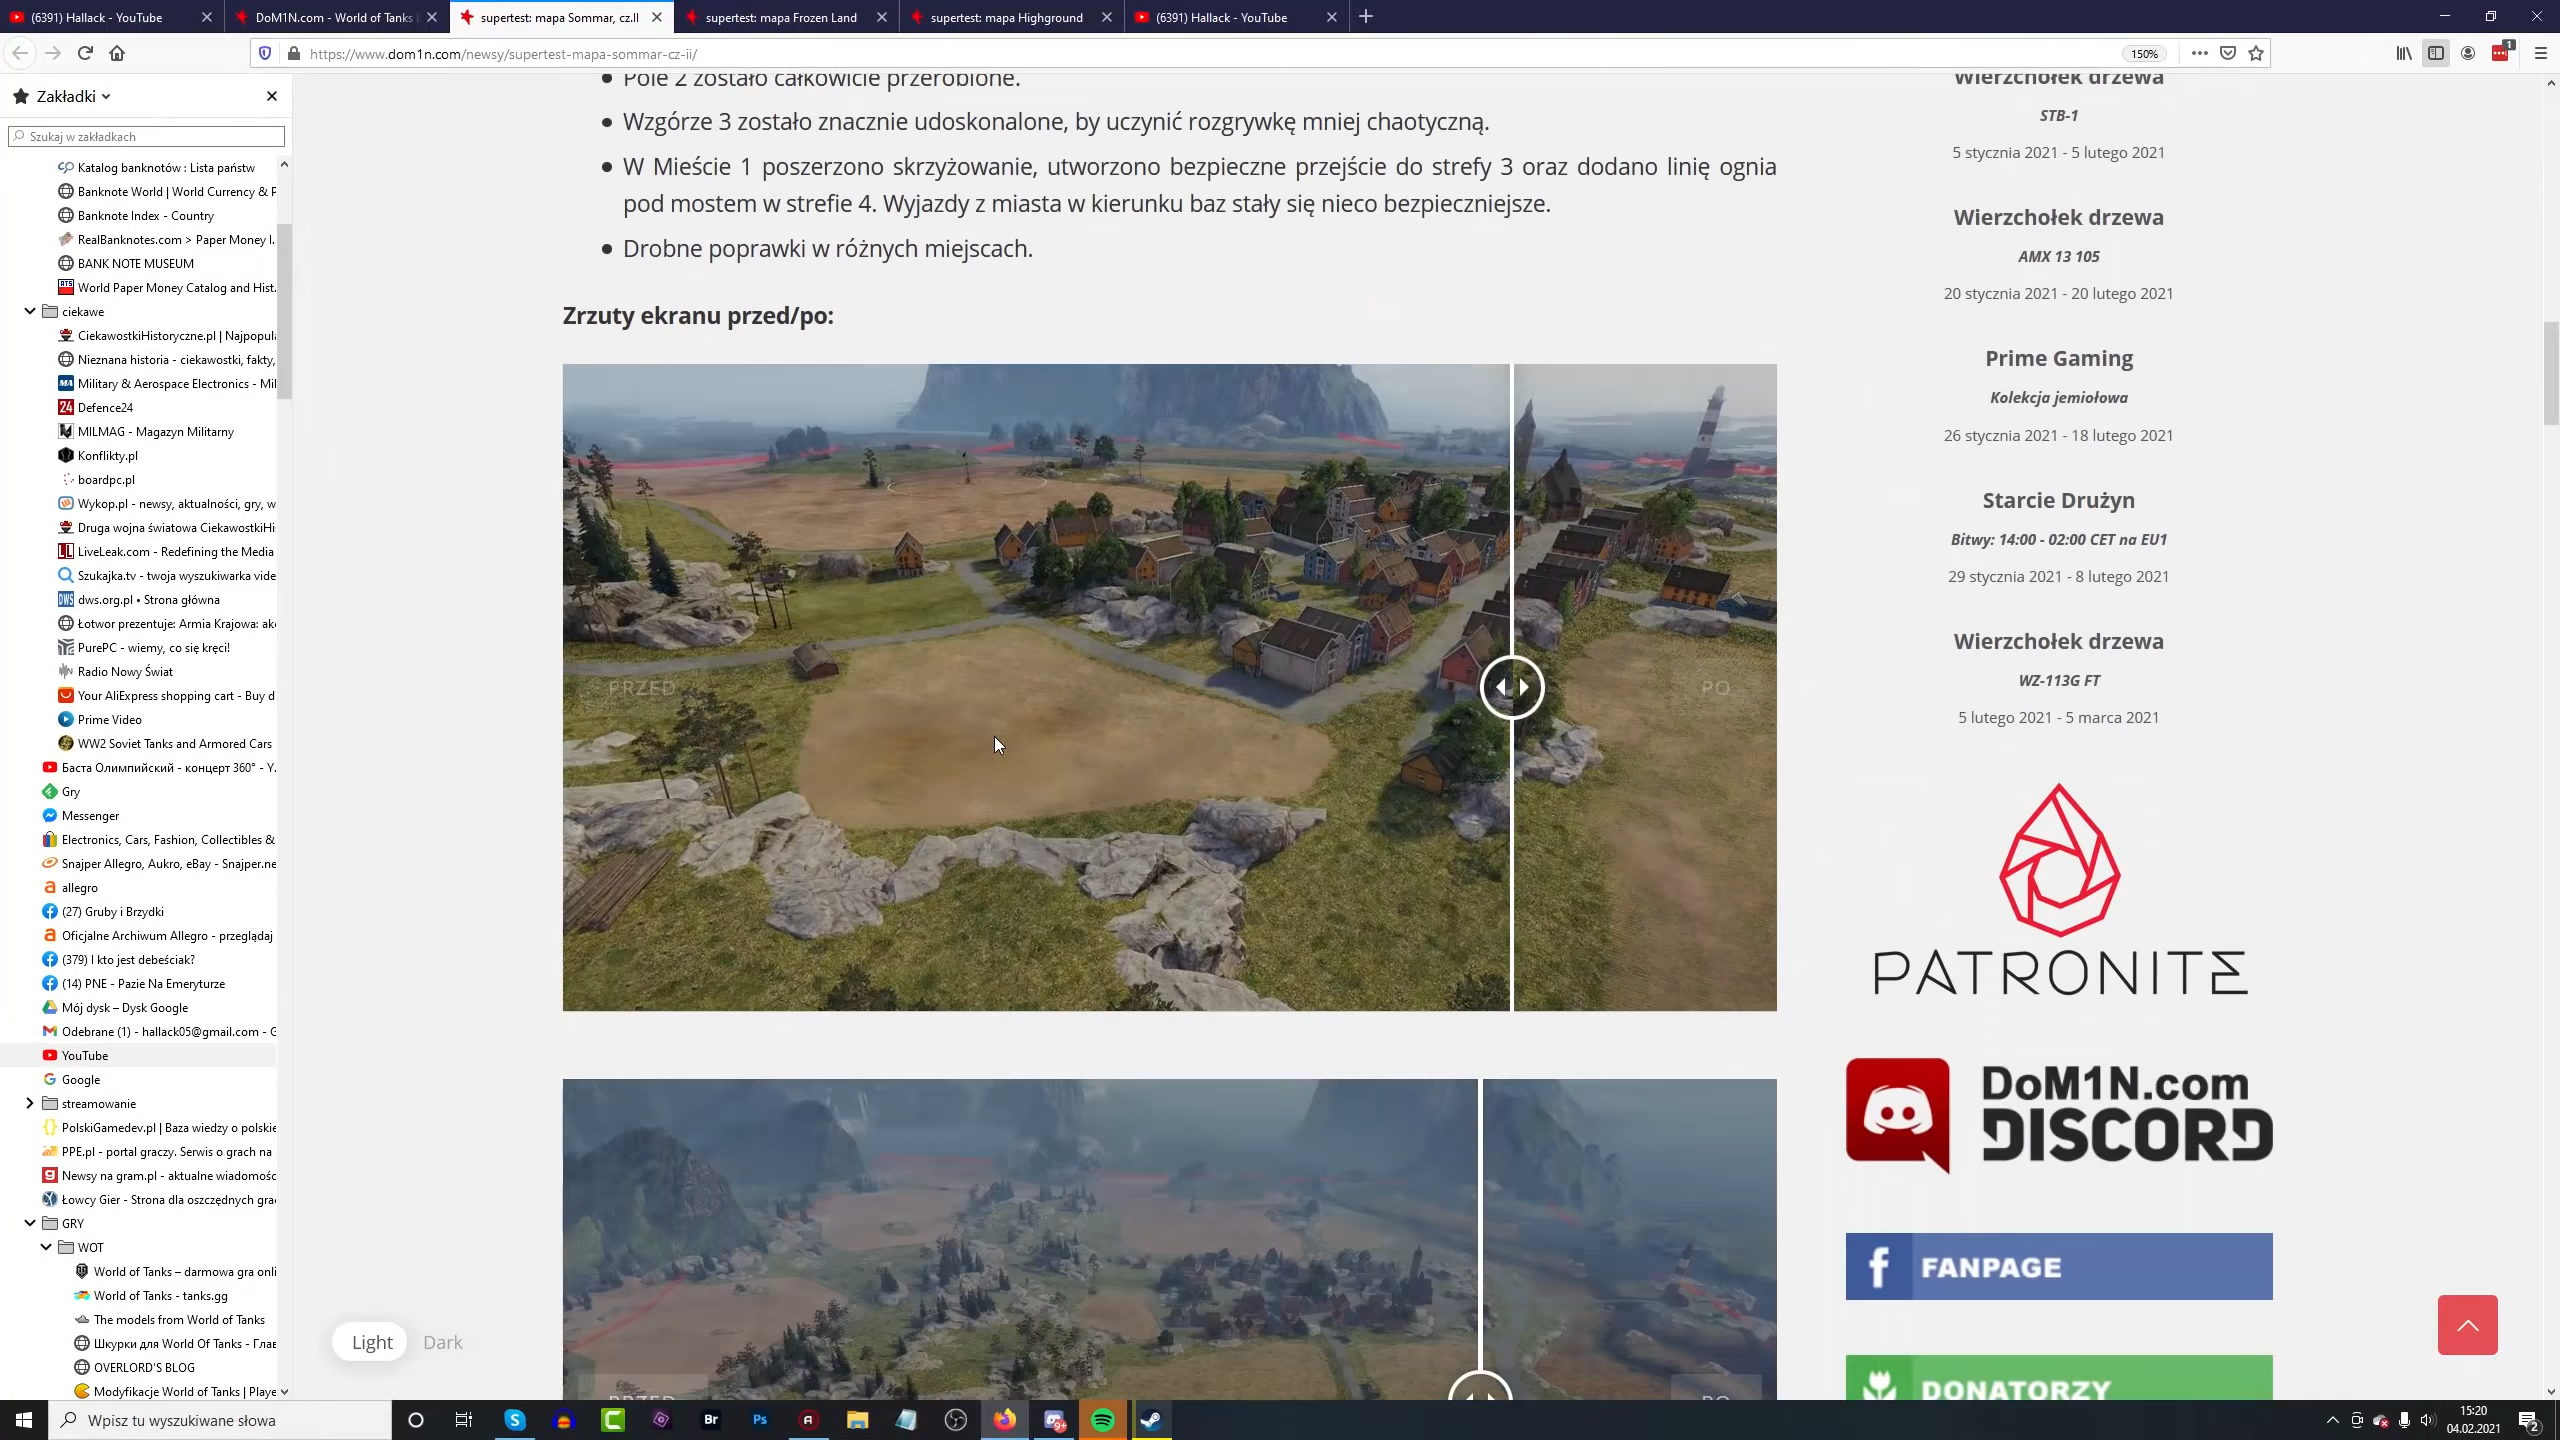 (6391) Hallack - YouTube
DoM1N.com - World of Tanks
supertest: mapa Sommar, cz.II
supertest: mapa Frozen Land
supertest: mapa Highground
(6391) Hallack - YouTube
https://www.dom1n.com/newsy/supertest-mapa-sommar-cz-ii/
150%
1
Zakładki
Szukaj w zakładkach
Katalog banknotów : Lista państw
Banknote World | World Currency & P
Banknote Index - Country
RealBanknotes.com > Paper Money I...
BANK NOTE MUSEUM
World Paper Money Catalog and Hist...
ciekawe
CiekawostkiHistoryczne.pl | Najpopula
Nieznana historia - ciekawostki, fakty,
Military & Aerospace Electronics - Mil
Defence24
MILMAG - Magazyn Militarny
Konflikty.pl
boardpc.pl
Wykop.pl - newsy, aktualności, gry, w
Druga wojna światowa CiekawostkiHis
LiveLeak.com - Redefining the Media
Szukajka.tv - twoja wyszukiwarka vide
dws.org.pl • Strona główna
Łotwor prezentuje: Armia Krajowa: ak
PurePC - wiemy, co się kręci!
Radio Nowy Świat
Your AliExpress shopping cart - Buy d
Prime Video
WW2 Soviet Tanks and Armored Cars
Баста Олимпийский - концерт 360° - Y...
Gry
Messenger
Electronics, Cars, Fashion, Collectibles &
Snajper Allegro, Aukro, eBay - Snajper.ne
allegro
(27) Gruby i Brzydki
Oficjalne Archiwum Allegro - przeglądaj
(379) I kto jest debeściak?
(14) PNE - Pazie Na Emeryturze
Mój dysk – Dysk Google
Odebrane (1) - hallack05@gmail.com - G
YouTube
Google
streamowanie
PolskiGamedev.pl | Baza wiedzy o polskie
PPE.pl - portal graczy. Serwis o grach na
Newsy na gram.pl - aktualne wiadomośc
Łowcy Gier - Strona dla oszczędnych grac
GRY
WOT
World of Tanks – darmowa gra onli
World of Tanks - tanks.gg
The models from World of Tanks
Шкурки для World Of Tanks - Глав
OVERLORD'S BLOG
Modyfikacje World of Tanks | Playe
Pole 2 zostało całkowicie przerobione.
Wzgórze 3 zostało znacznie udoskonalone, by uczynić rozgrywkę mniej chaotyczną.
W Mieście 1 poszerzono skrzyżowanie, utworzono bezpieczne przejście do strefy 3 oraz dodano linię ognia
pod mostem w strefie 4. Wyjazdy z miasta w kierunku baz stały się nieco bezpieczniejsze.
Drobne poprawki w różnych miejscach.
Zrzuty ekranu przed/po:
PRZED
PO
PRZED
PO
Light
Dark
Wierzchołek drzewa
STB-1
5 stycznia 2021 - 5 lutego 2021
Wierzchołek drzewa
AMX 13 105
20 stycznia 2021 - 20 lutego 2021
Prime Gaming
Kolekcja jemiołowa
26 stycznia 2021 - 18 lutego 2021
Starcie Drużyn
Bitwy: 14:00 - 02:00 CET na EU1
29 stycznia 2021 - 8 lutego 2021
Wierzchołek drzewa
WZ-113G FT
5 lutego 2021 - 5 marca 2021
PATRONITE
DoM1N.com
DISCORD
FANPAGE
DONATORZY
Wpisz tu wyszukiwane słowa
Br
Ps
9+
15:20
04.02.2021
2